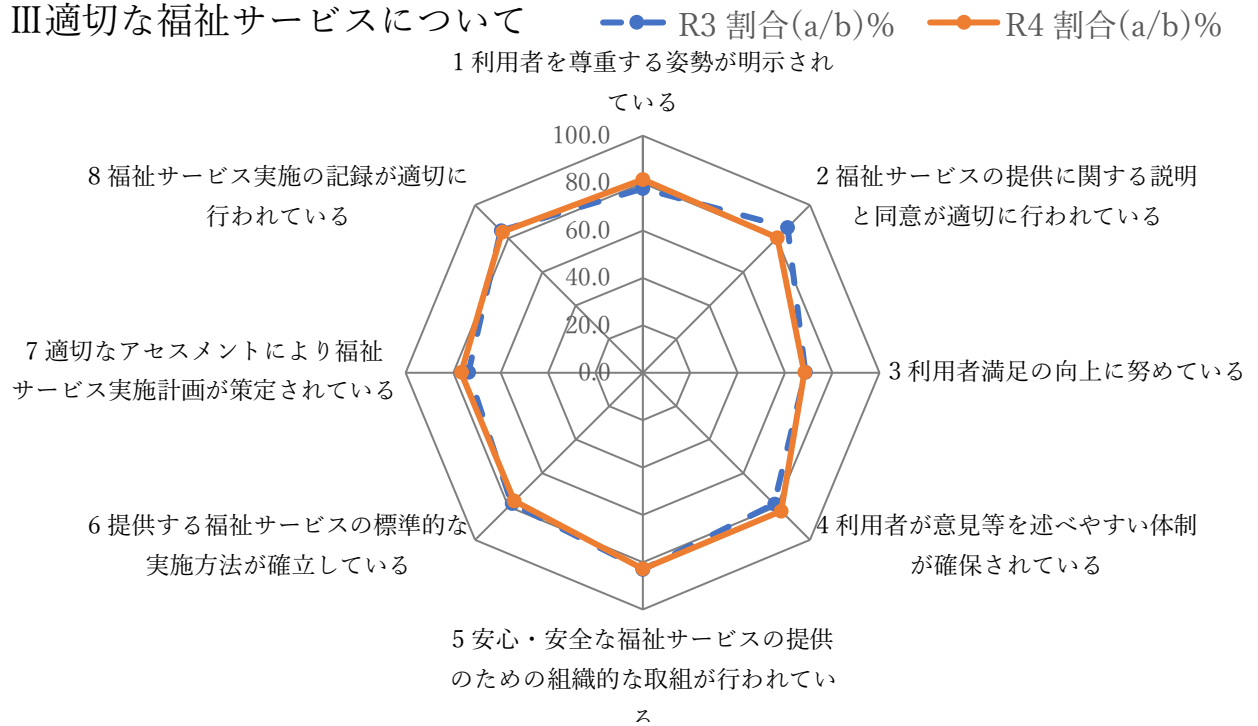 Ⅲ適切な福祉サービスについて
R3 割合(a/b)%
R4 割合(a/b)%
1 利用者を尊重する姿勢が明示され
ている
100.0
80.0
60.0
40.0
20.0
0.0
2 福祉サービスの提供に関する説明
と同意が適切に行われている
3 利用者満足の向上に努めている
4 利用者が意見等を述べやすい体制
が確保されている
5 安心・安全な福祉サービスの提供
のための組織的な取組が行われてい
る
6 提供する福祉サービスの標準的な
実施方法が確立している
7 適切なアセスメントにより福祉
サービス実施計画が策定されている
8 福祉サービス実施の記録が適切に
行われている